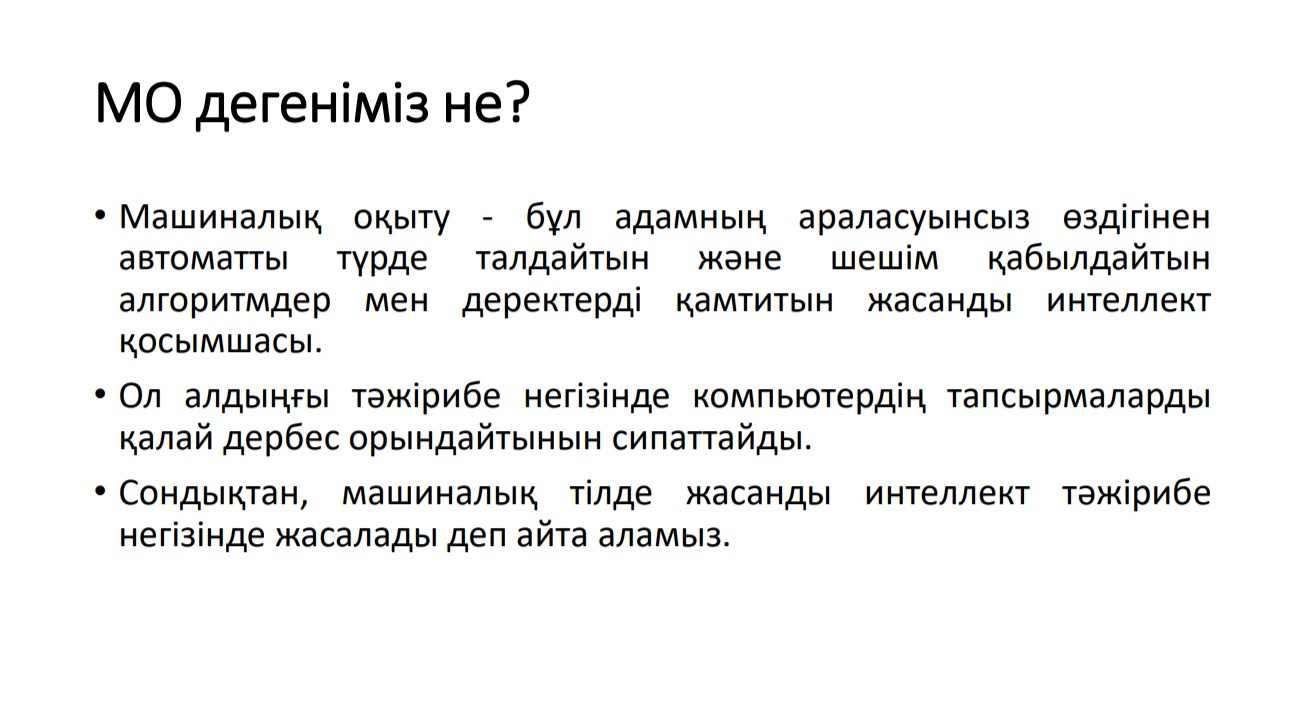 МО дегеніміз не?
• Машиналық оқыту - бұл адамның араласуынсыз өздігінен
автоматты түрде талдайтын және шешім қабылдайтын
алгоритмдер мен деректерді қамтитын жасанды интеллект
қосымшасы.
• Ол алдыңғы тәжірибе негізінде компьютердің тапсырмаларды
қалай дербес орындайтынын сипаттайды.
• Сондықтан, машиналық тілде жасанды интеллект тәжірибе
негізінде жасалады деп айта аламыз.